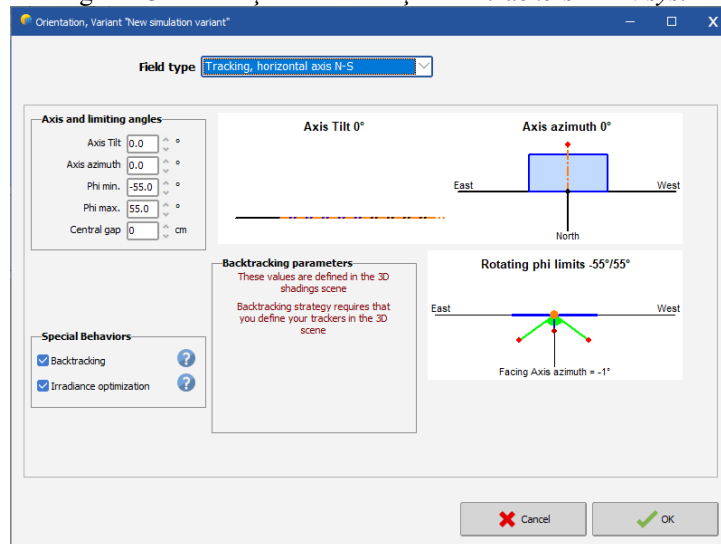 Orientation, Variant "New simulation variant"
Field type Tracking, horizontal axis N-S
Axis and limiting angles
Axis Tilt 0.0 °
Axis azimuth 0.0 °
Phi min. -55.0 °
Phi max. 55.0 °
Central gap 0 cm
Axis Tilt 0°
Axis azimuth 0°
East
West
North
Backtracking parameters
These values are defined in the 3D
shadings scene
Backtracking strategy requires that
you define your trackers in the 3D
scene
Rotating phi limits -55°/55°
East
West
Facing Axis azimuth = -1°
Special Behaviors
Backtracking
?
Irradiance optimization
?
Cancel
OK